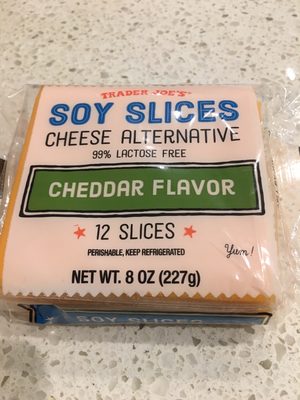 TRADER JOE'S
SOY SLICES
CHEESE ALTERNATIVE
99% LACTOSE FREE
CHEDDAR FLAVOR
12 SLICES
PERISHABLE, KEEP REFRIGERATED
Yum!
NET WT. 8 OZ (227g)
SOY SLICES